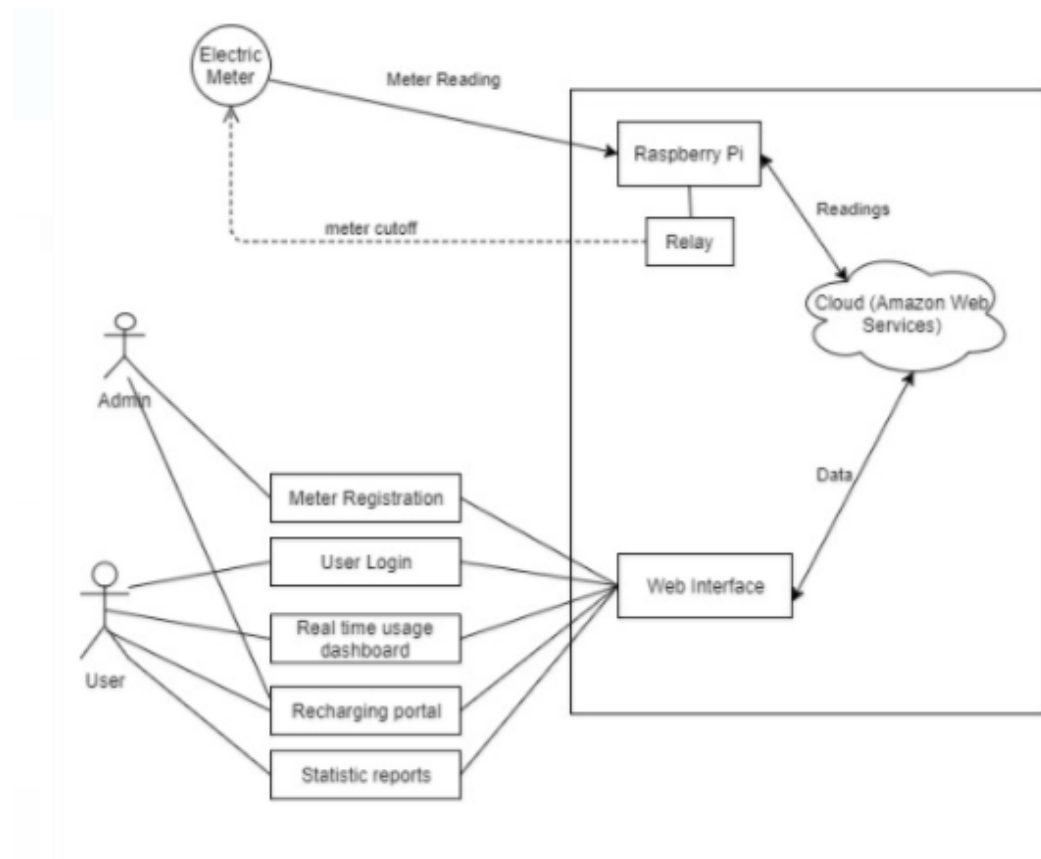 Electric
Meter
Meter Reading
Raspberry Pi
Readings
meter cutoff
Relay
Cloud (Amazon Web
Services)
Admin
Data
Meter Registration
User Login
Web Interface
Real time usage
dashboard
User
Recharging portal
Statistic reports